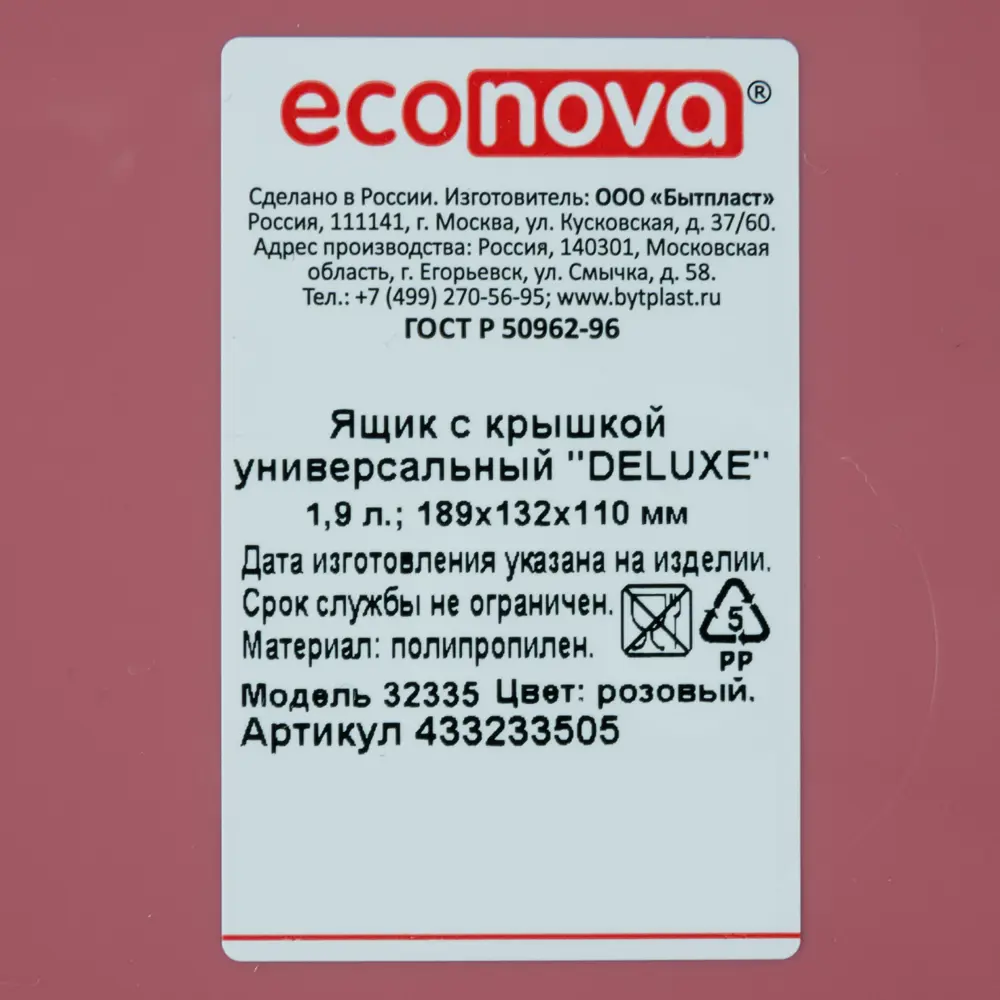 econova®
Сделано в России. Изготовитель: ООО «Бытпласт»
Россия, 111141, г. Москва, ул. Кусковская, д. 37/60.
Адрес производства: Россия, 140301, Московская
область, г. Егорьевск, ул. Смычка, д. 58.
Тел.: +7 (499) 270-56-95; www.bytplast.ru
ГОСТ Р 50962-96
Ящик с крышкой
универсальный "DELUXE"
1,9 л.; 189x132x110 мм
Дата изготовления указана на изделии.
Срок службы не ограничен.
Материал: полипропилен.
5
PP
Модель 32335 Цвет: розовый.
Артикул 433233505